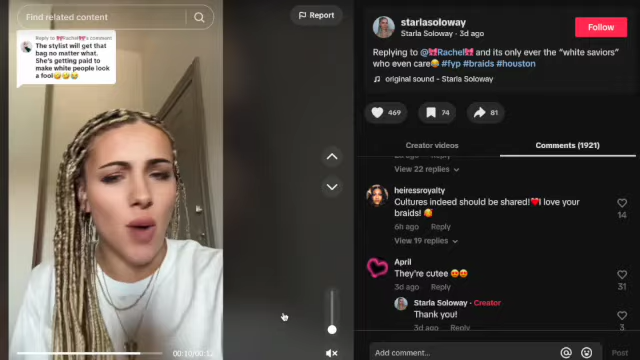 Find related content
Report
Reply to 🎀Rachel🎀's comment
The stylist will get that
bag no matter what.
She's getting paid to
make white people look
a fool🤣🤣😂
00:10/00:12
starlasoloway
Starla Soloway · 3d ago
Follow
Replying to @🎀Rachel🎀 and its only ever the "white saviors"
who even care😂 #fyp #braids #houston
♫ original sound - Starla Soloway
469
74
81
Creator videos
Comments (1921)
Reply
View 22 replies
heiressroyalty
Cultures indeed should be shared!❤️I love your
braids! 🥰
14
6h ago Reply
View 19 replies
April
They're cutee 😍😍
31
3d ago Reply
Starla Soloway · Creator
Thank you!
3
3d ago Reply
Add comment...
@
Post